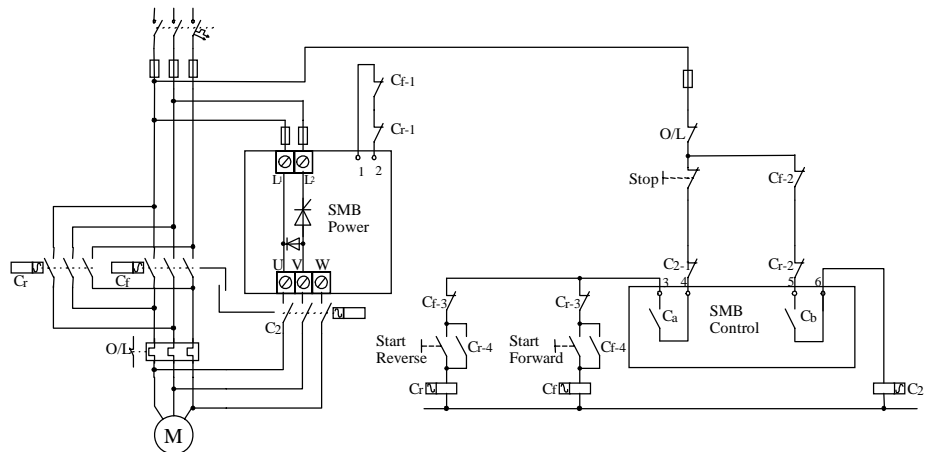 Cf-1
Cr-1
1 2
L1 L2
SMB
Power
U V W
Cr
Cf
C2
O/L
M
O/L
Stop
Cf-2
C2-1
Cr-2
3 4 5 6
Ca
SMB
Control
Cb
Cf-3
Cr-3
Start
Reverse
Cr-4
Start
Forward
Cf-4
Cr
Cf
C2